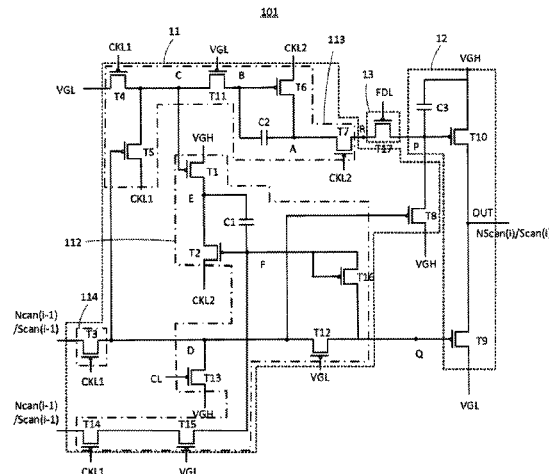 101
11
12
CKL1
VGL
CKL2
113
VGH
C
B
13
FDL
VGL
T4
T11
T6
C3
C2
T7
R
P
T10
T5
A
T17
CKL1
VGH
CKL2
T1
OUT
E
T8
NScan(i)/Scan(i)
C1
112
T2
F
VGH
T16
CKL2
Ncan(i-1)
/Scan(i-1)
114
T3
D
T12
Q
T9
CKL1
CL
T13
VGL
VGH
VGL
Ncan(i-1)
/Scan(i-1)
T14
T15
CKL1
VGL